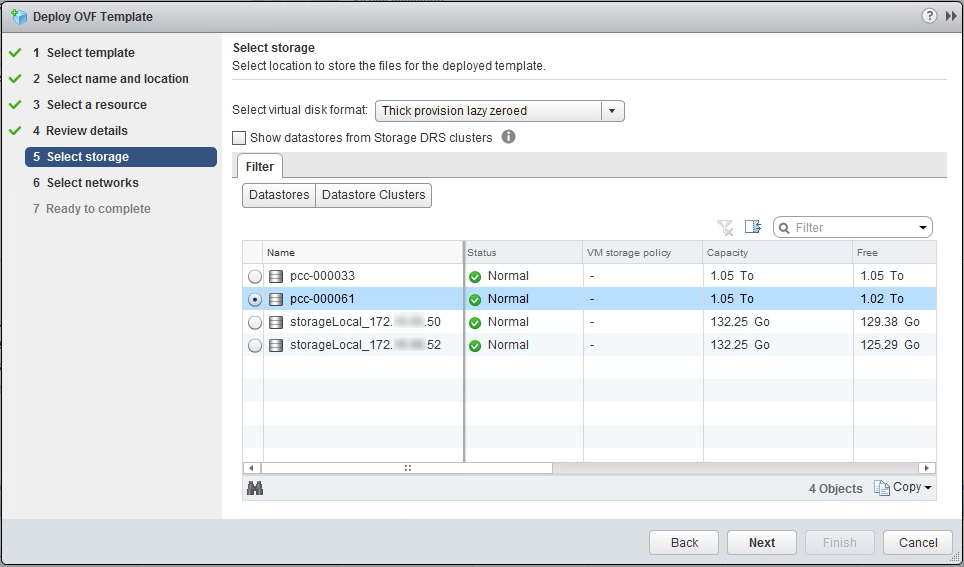 Deploy OVF Template
1 Select template
2 Select name and location
3 Select a resource
4 Review details
5 Select storage
6 Select networks
7 Ready to complete
Select storage
Select location to store the files for the deployed template.
Select virtual disk format: Thick provision lazy zeroed
Show datastores from Storage DRS clusters
Filter
Datastores Datastore Clusters
Filter
Name Status VM storage policy Capacity Free
pcc-000033 Normal - 1.05 To 1.05 To
pcc-000061 Normal - 1.05 To 1.02 To
storageLocal_172. .50 Normal - 132.25 Go 129.38 Go
storageLocal_172. .52 Normal - 132.25 Go 125.29 Go
4 Objects Copy
Back Next Finish Cancel